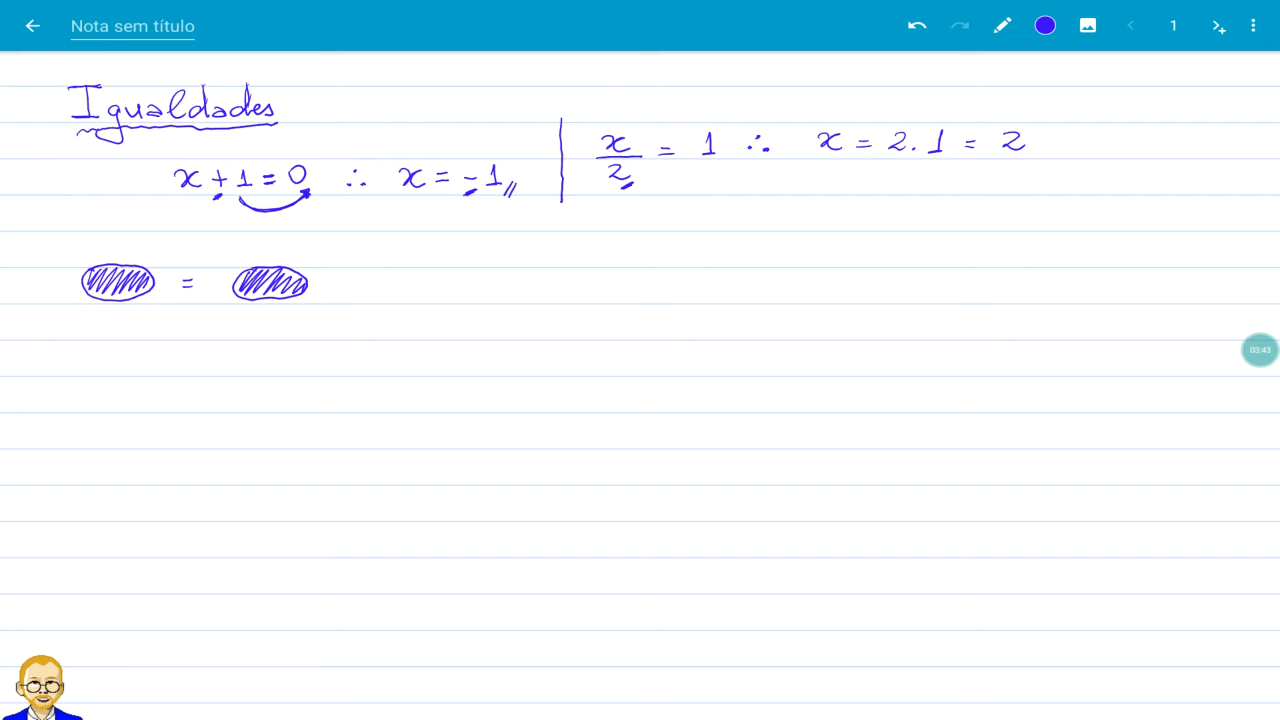 Nota sem título
1
Igualdades
x + 1 = 0 ∴ x = -1 //
x/2 = 1 ∴ x = 2 . 1 = 2
=
03:43